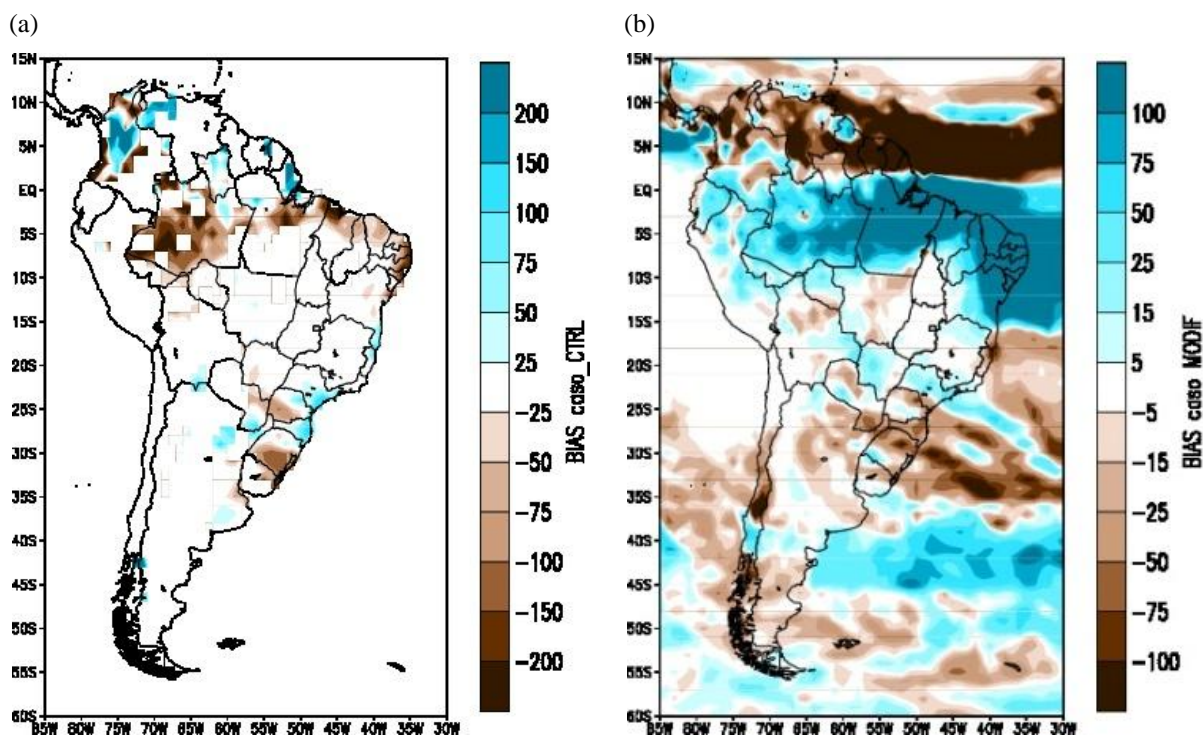 (a)
(b)
15N
10N
5N
EQ
5S
10S
15S
20S
25S
30S
35S
40S
45S
50S
55S
60S
85W 80W 75W 70W 65W 60W 55W 50W 45W 40W 35W 30W
200
150
100
75
50
25
-25
-50
-75
-100
-150
-200
BIAS caso_CTRL
15N
10N
5N
EQ
5S
10S
15S
20S
25S
30S
35S
40S
45S
50S
55S
60S
85W 80W 75W 70W 65W 60W 55W 50W 45W 40W 35W 30W
100
75
50
25
15
5
-5
-15
-25
-50
-75
-100
BIAS caso MODIF